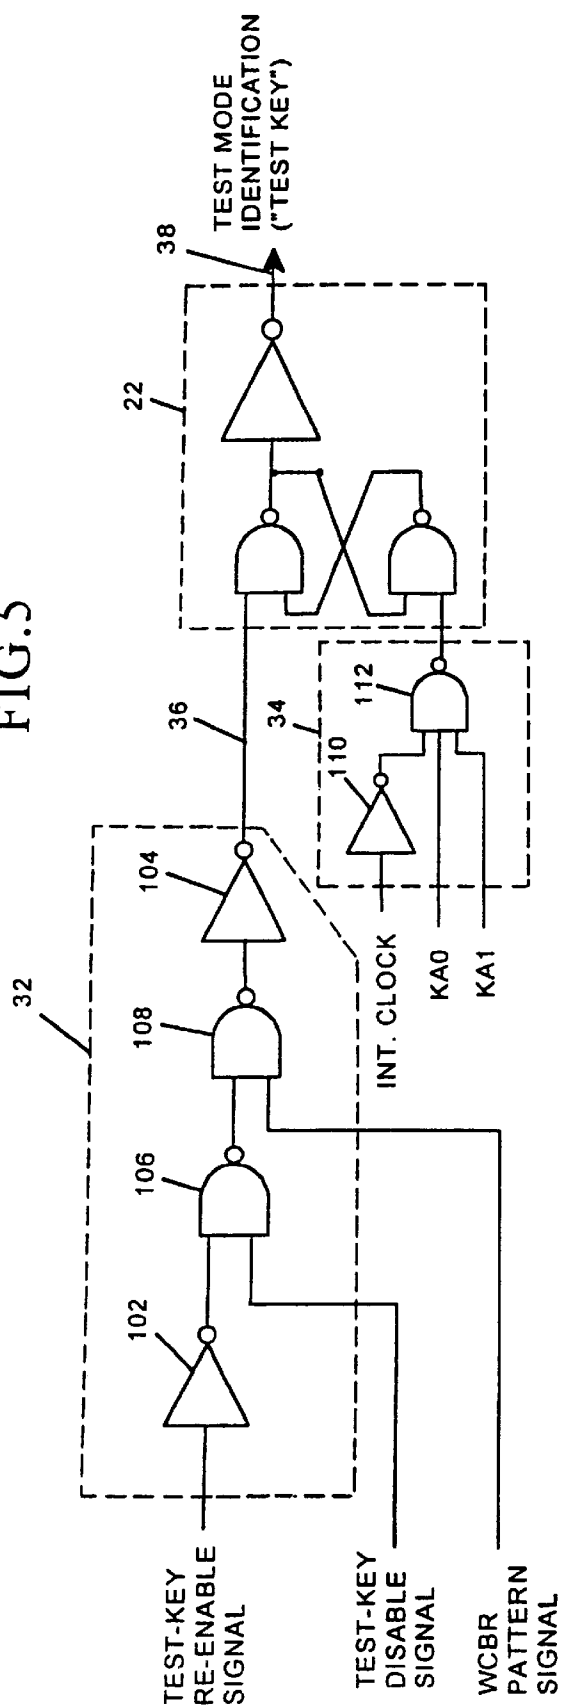 FIG.5
32
102
106
108
104
36
34
110
112
22
38
TEST MODE
IDENTIFICATION
("TEST KEY")
TEST-KEY
RE-ENABLE
SIGNAL
TEST-KEY
DISABLE
SIGNAL
WCBR
PATTERN
SIGNAL
INT. CLOCK
KA0
KA1